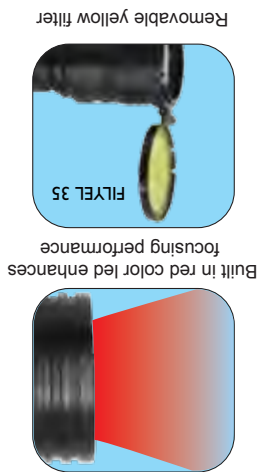 Built in red color led enhances
focusing performance
FILYEL 35
Removable yellow filter